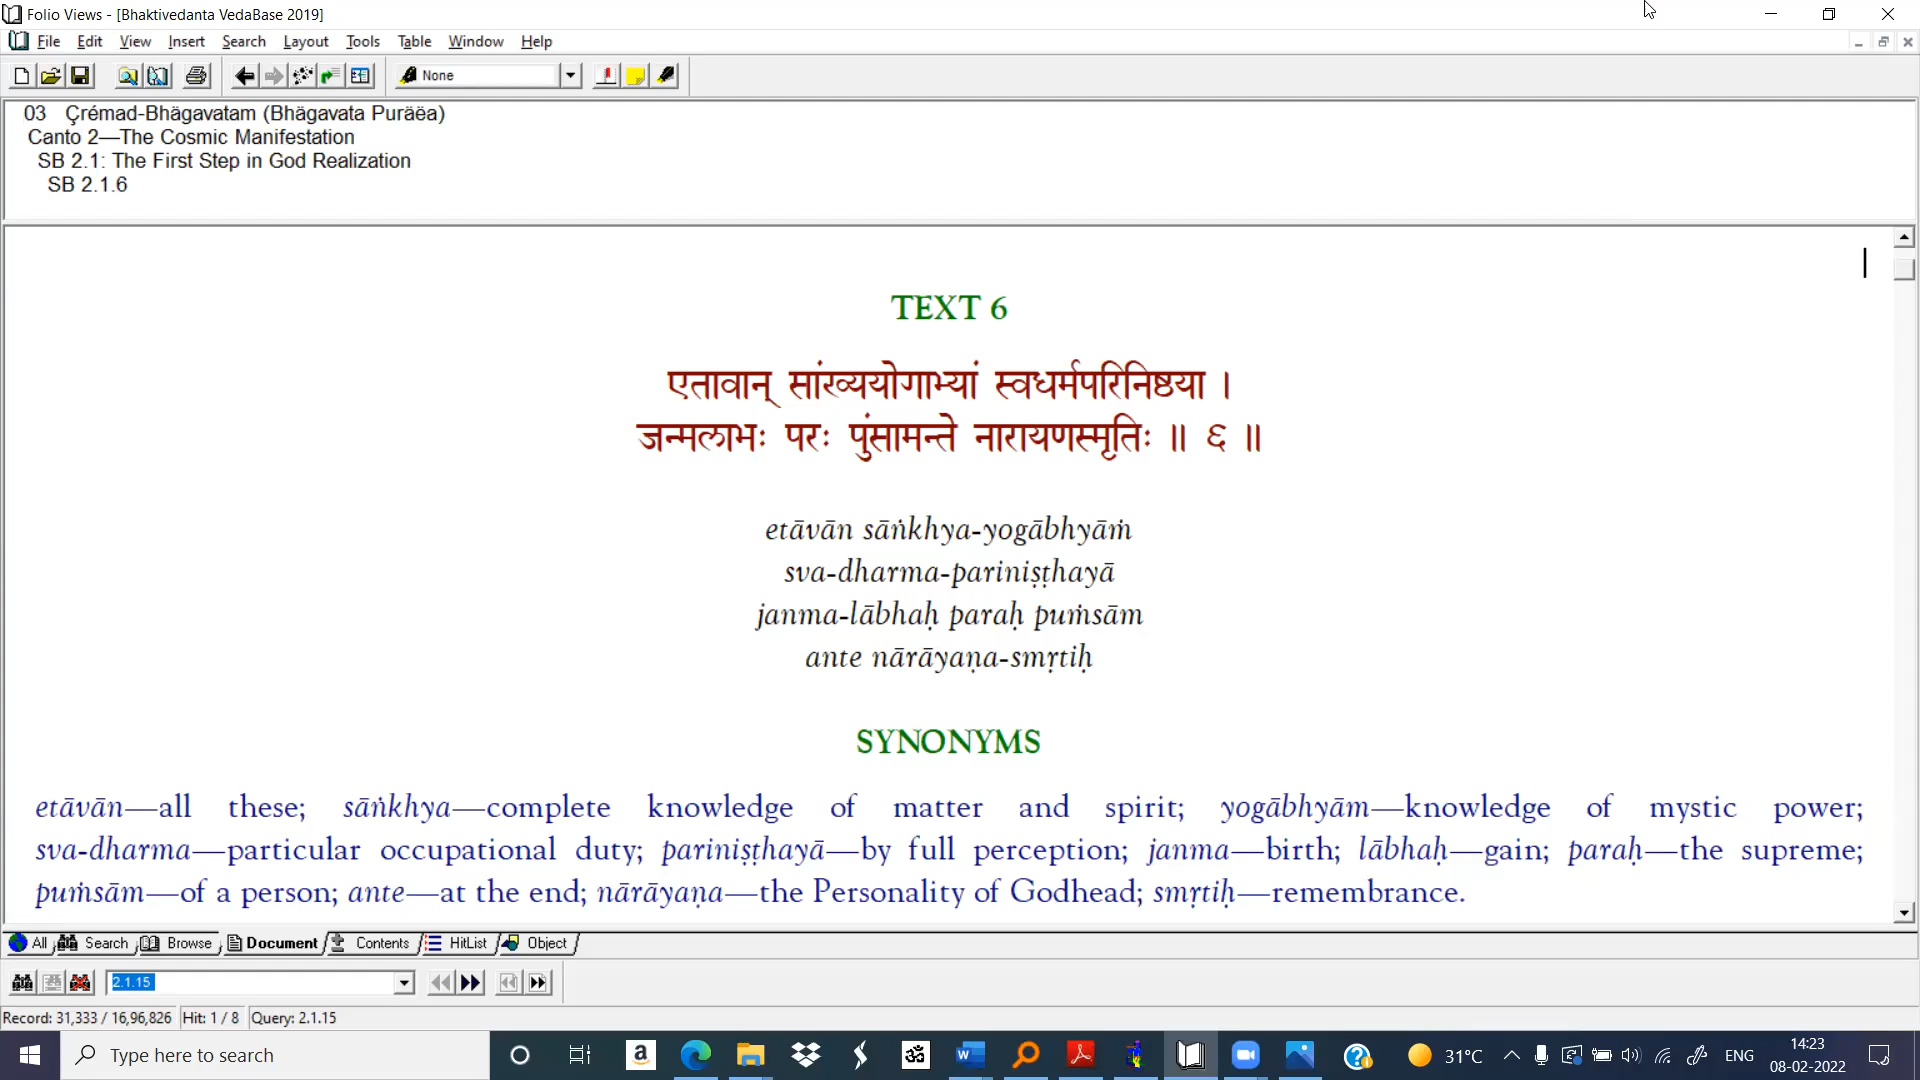 Folio Views - [Bhaktivedanta VedaBase 2019]
File Edit View Insert Search Layout Tools Table Window Help
None
03 Çrémad-Bhägavatam (Bhägavata Puräëa)
Canto 2—The Cosmic Manifestation
SB 2.1: The First Step in God Realization
SB 2.1.6
TEXT 6
एतावान् सांख्ययोगाभ्यां स्वधर्मपरिनिष्ठया ।
जन्मलाभः परः पुंसामन्ते नारायणस्मृतिः ॥ ६ ॥
etāvān sāṅkhya-yogābhyāṁ
sva-dharma-pariniṣṭhayā
janma-lābhaḥ paraḥ puṁsām
ante nārāyaṇa-smṛtiḥ
SYNONYMS
etāvān—all these; sāṅkhya—complete knowledge of matter and spirit; yogābhyām—knowledge of mystic power;
sva-dharma—particular occupational duty; pariniṣṭhayā—by full perception; janma—birth; lābhaḥ—gain; paraḥ—the supreme;
puṁsām—of a person; ante—at the end; nārāyaṇa—the Personality of Godhead; smṛtiḥ—remembrance.
All Search Browse Document Contents HitList Object
2.1.15
Record: 31,333 / 16,96,826 Hit: 1 / 8 Query: 2.1.15
Type here to search
31°C ENG
14:23
08-02-2022